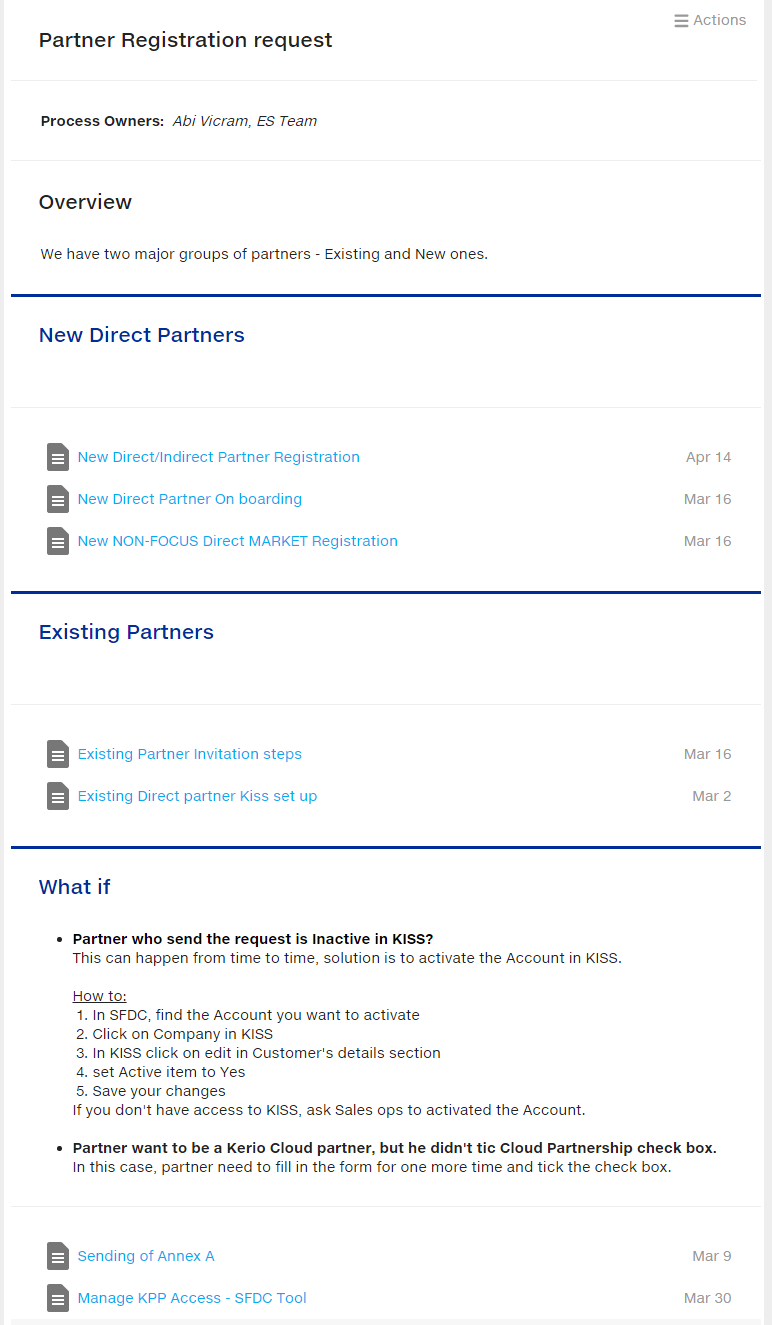 Actions
Partner Registration request
Process Owners: Abi Vicram, ES Team
Overview
We have two major groups of partners - Existing and New ones.
New Direct Partners
New Direct/Indirect Partner Registration Apr 14
New Direct Partner On boarding Mar 16
New NON-FOCUS Direct MARKET Registration Mar 16
Existing Partners
Existing Partner Invitation steps Mar 16
Existing Direct partner Kiss set up Mar 2
What if
• Partner who send the request is Inactive in KISS?
This can happen from time to time, solution is to activate the Account in KISS.
How to:
1. In SFDC, find the Account you want to activate
2. Click on Company in KISS
3. In KISS click on edit in Customer's details section
4. set Active item to Yes
5. Save your changes
If you don't have access to KISS, ask Sales ops to activated the Account.
• Partner want to be a Kerio Cloud partner, but he didn't tic Cloud Partnership check box.
In this case, partner need to fill in the form for one more time and tick the check box.
Sending of Annex A Mar 9
Manage KPP Access - SFDC Tool Mar 30